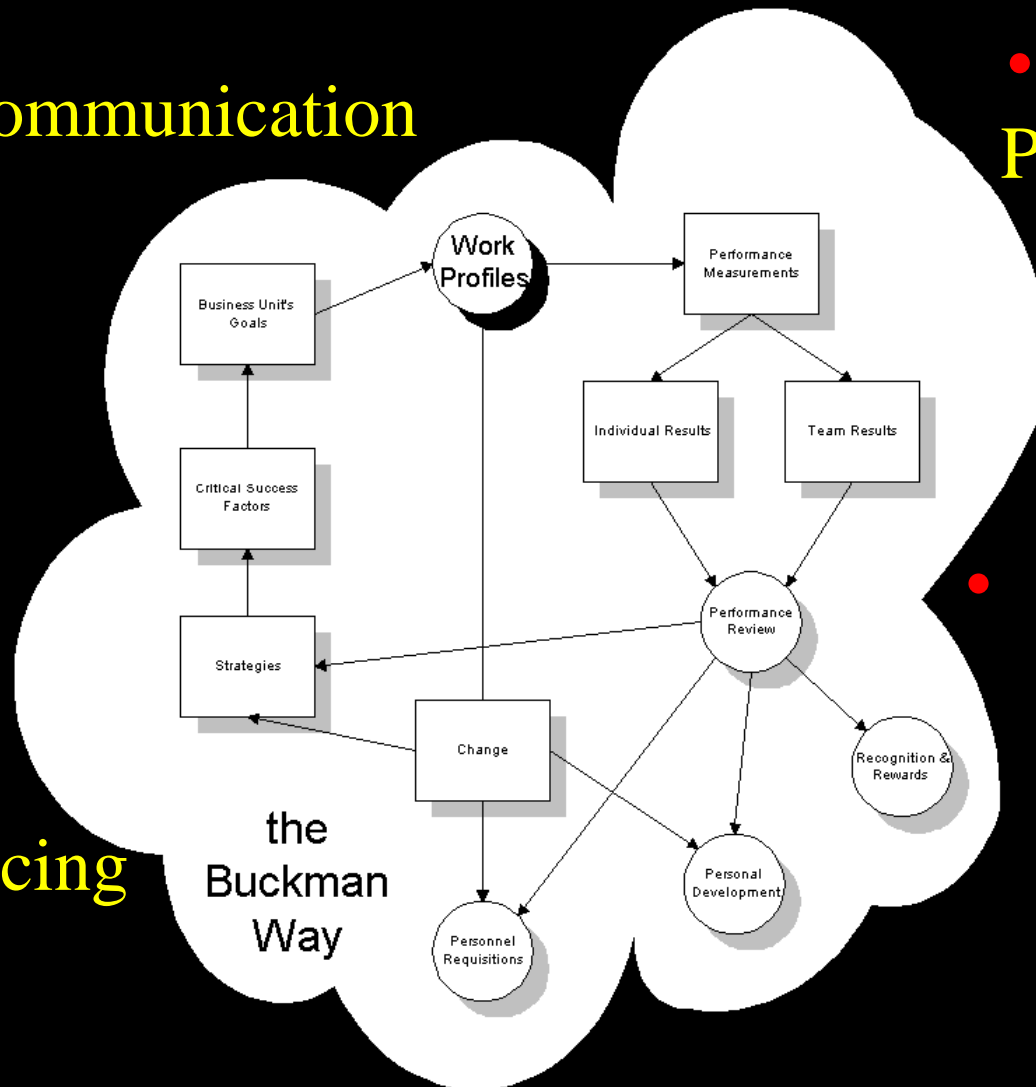 ommunication
P
Work
Profiles
Performance
Measurements
Business Unit's
Goals
Individual Results
Team Results
Critical Success
Factors
Performance
Review
Strategies
Change
Recognition &
Rewards
the
Buckman
Way
cing
Personal
Development
Personnel
Requisitions